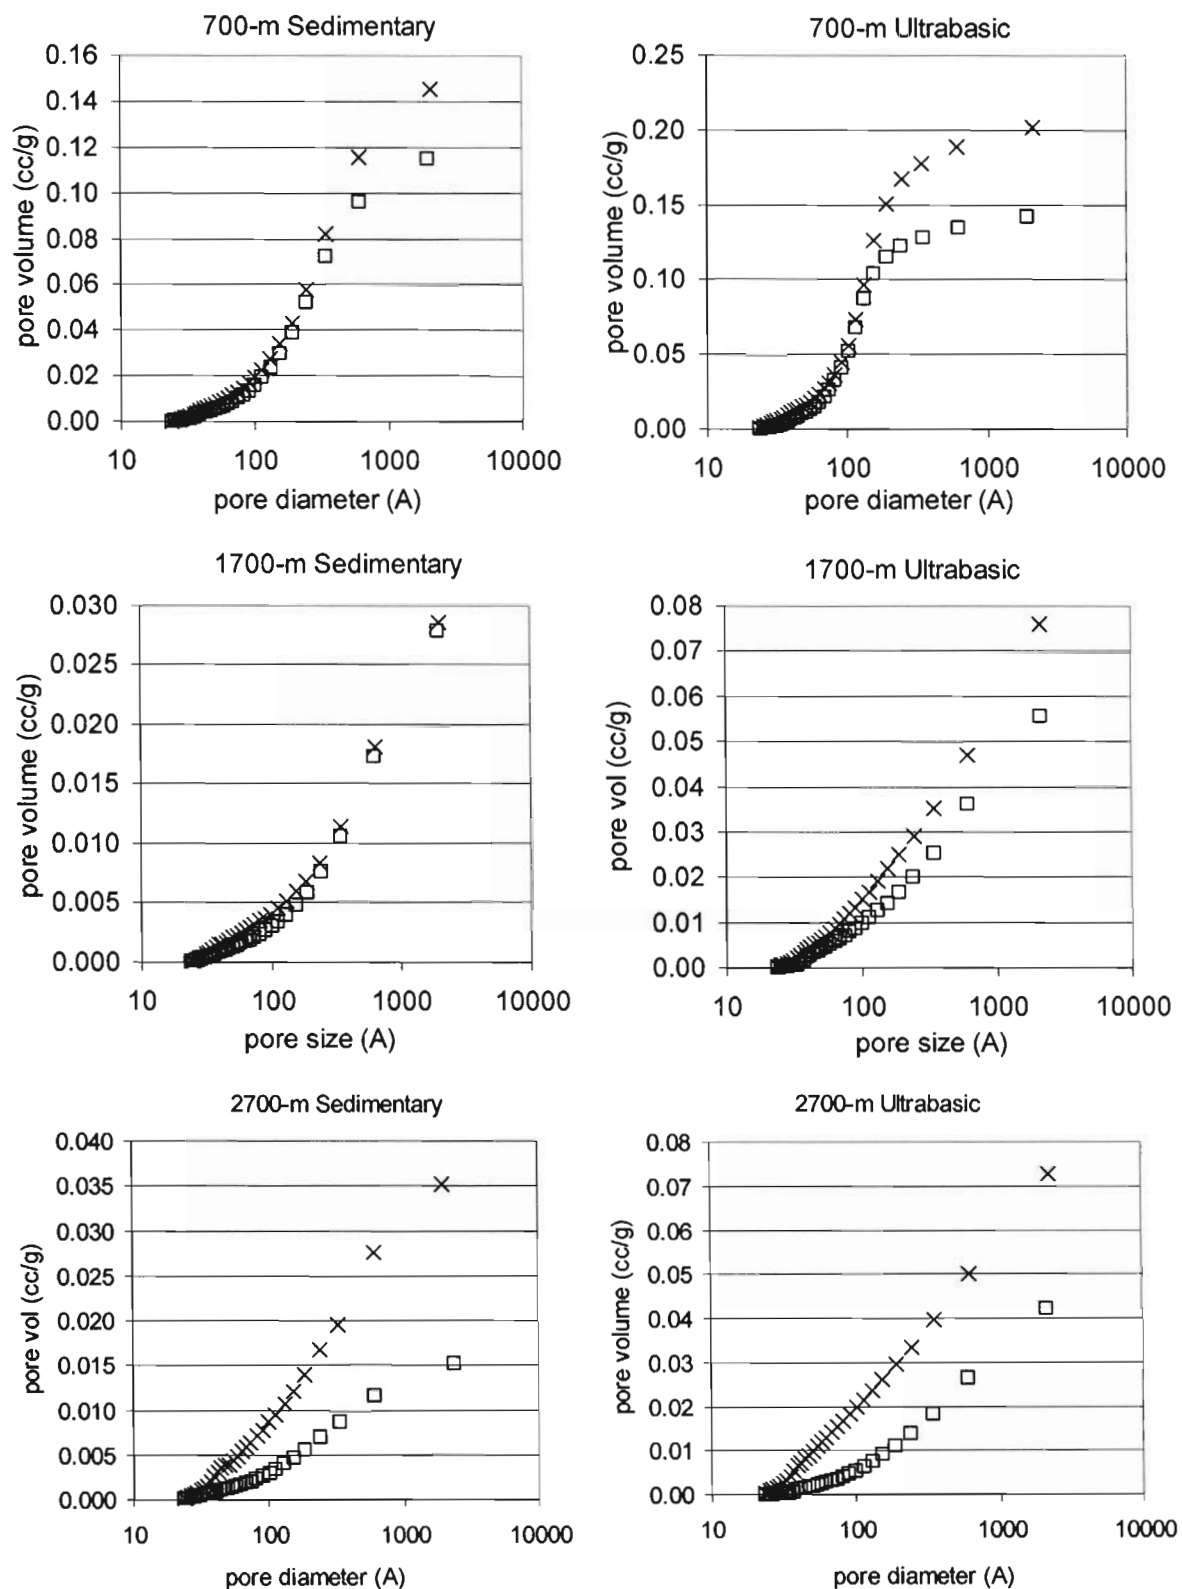 700-m Sedimentary
0.16
0.14
0.12
0.10
0.08
0.06
0.04
0.02
0.00
pore volume (cc/g)
10 100 1000 10000
pore diameter (A)
700-m Ultrabasic
0.25
0.20
0.15
0.10
0.05
0.00
pore volume (cc/g)
10 100 1000 10000
pore diameter (A)
1700-m Sedimentary
0.030
0.025
0.020
0.015
0.010
0.005
0.000
pore volume (cc/g)
10 100 1000 10000
pore size (A)
1700-m Ultrabasic
0.08
0.07
0.06
0.05
0.04
0.03
0.02
0.01
0.00
pore vol (cc/g)
10 100 1000 10000
pore size (A)
2700-m Sedimentary
0.040
0.035
0.030
0.025
0.020
0.015
0.010
0.005
0.000
pore vol (cc/g)
10 100 1000 10000
pore diameter (A)
2700-m Ultrabasic
0.08
0.07
0.06
0.05
0.04
0.03
0.02
0.01
0.00
pore volume (cc/g)
10 100 1000 10000
pore diameter (A)